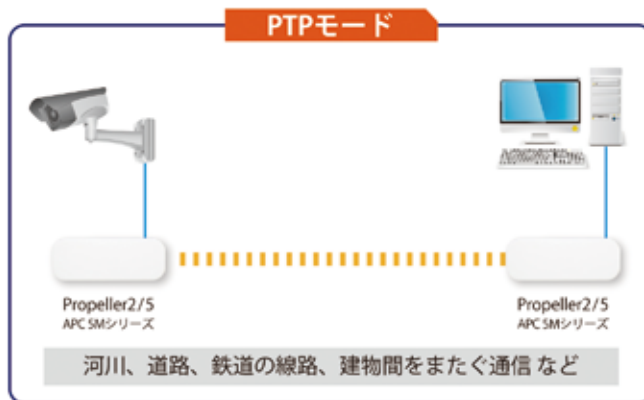 PTPモード
Propeller2/5
APC SMシリーズ
Propeller2/5
APC SMシリーズ
河川、道路、鉄道の線路、建物間をまたぐ通信 など